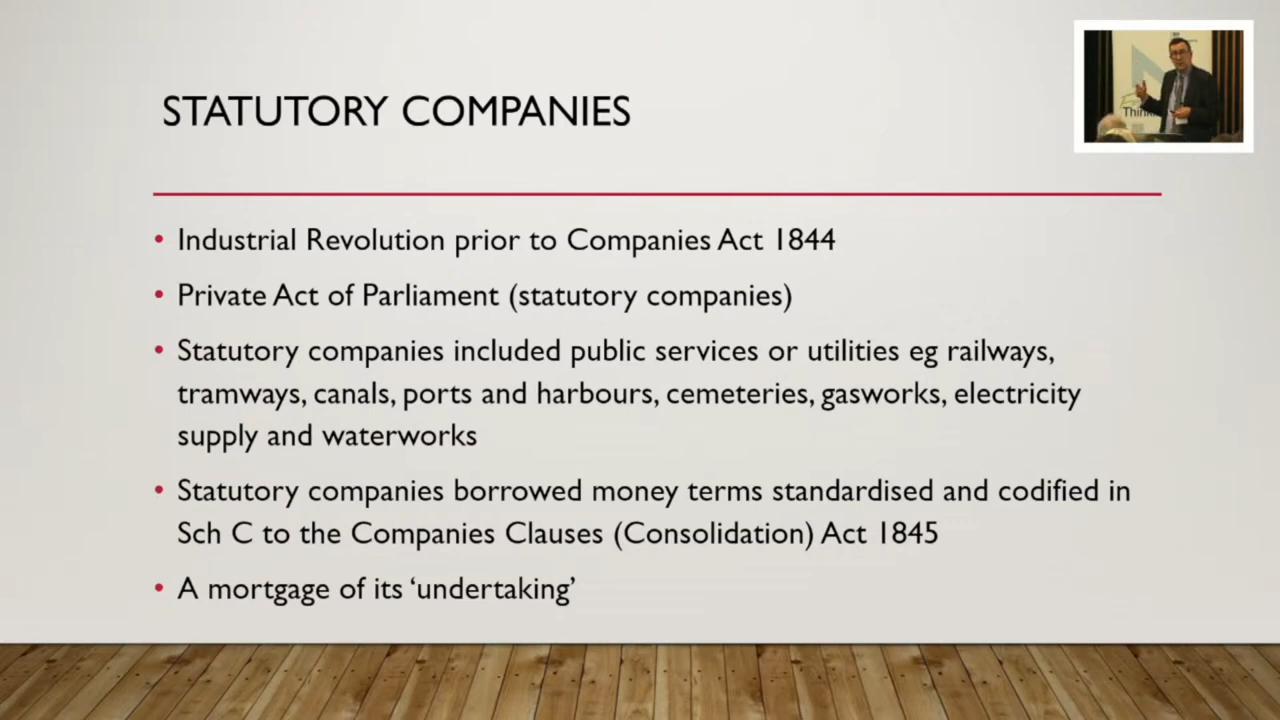 STATUTORY COMPANIES
• Industrial Revolution prior to Companies Act 1844
• Private Act of Parliament (statutory companies)
• Statutory companies included public services or utilities eg railways,
tramways, canals, ports and harbours, cemeteries, gasworks, electricity
supply and waterworks
• Statutory companies borrowed money terms standardised and codified in
Sch C to the Companies Clauses (Consolidation) Act 1845
• A mortgage of its ‘undertaking’